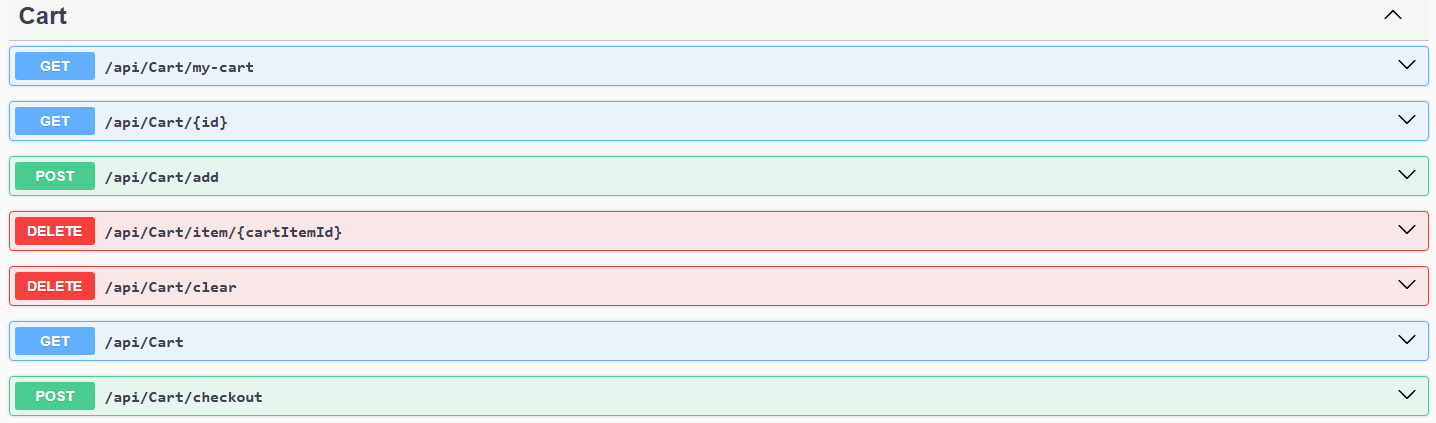 Cart
GET /api/Cart/my-cart
GET /api/Cart/{id}
POST /api/Cart/add
DELETE /api/Cart/item/{cartItemId}
DELETE /api/Cart/clear
GET /api/Cart
POST /api/Cart/checkout